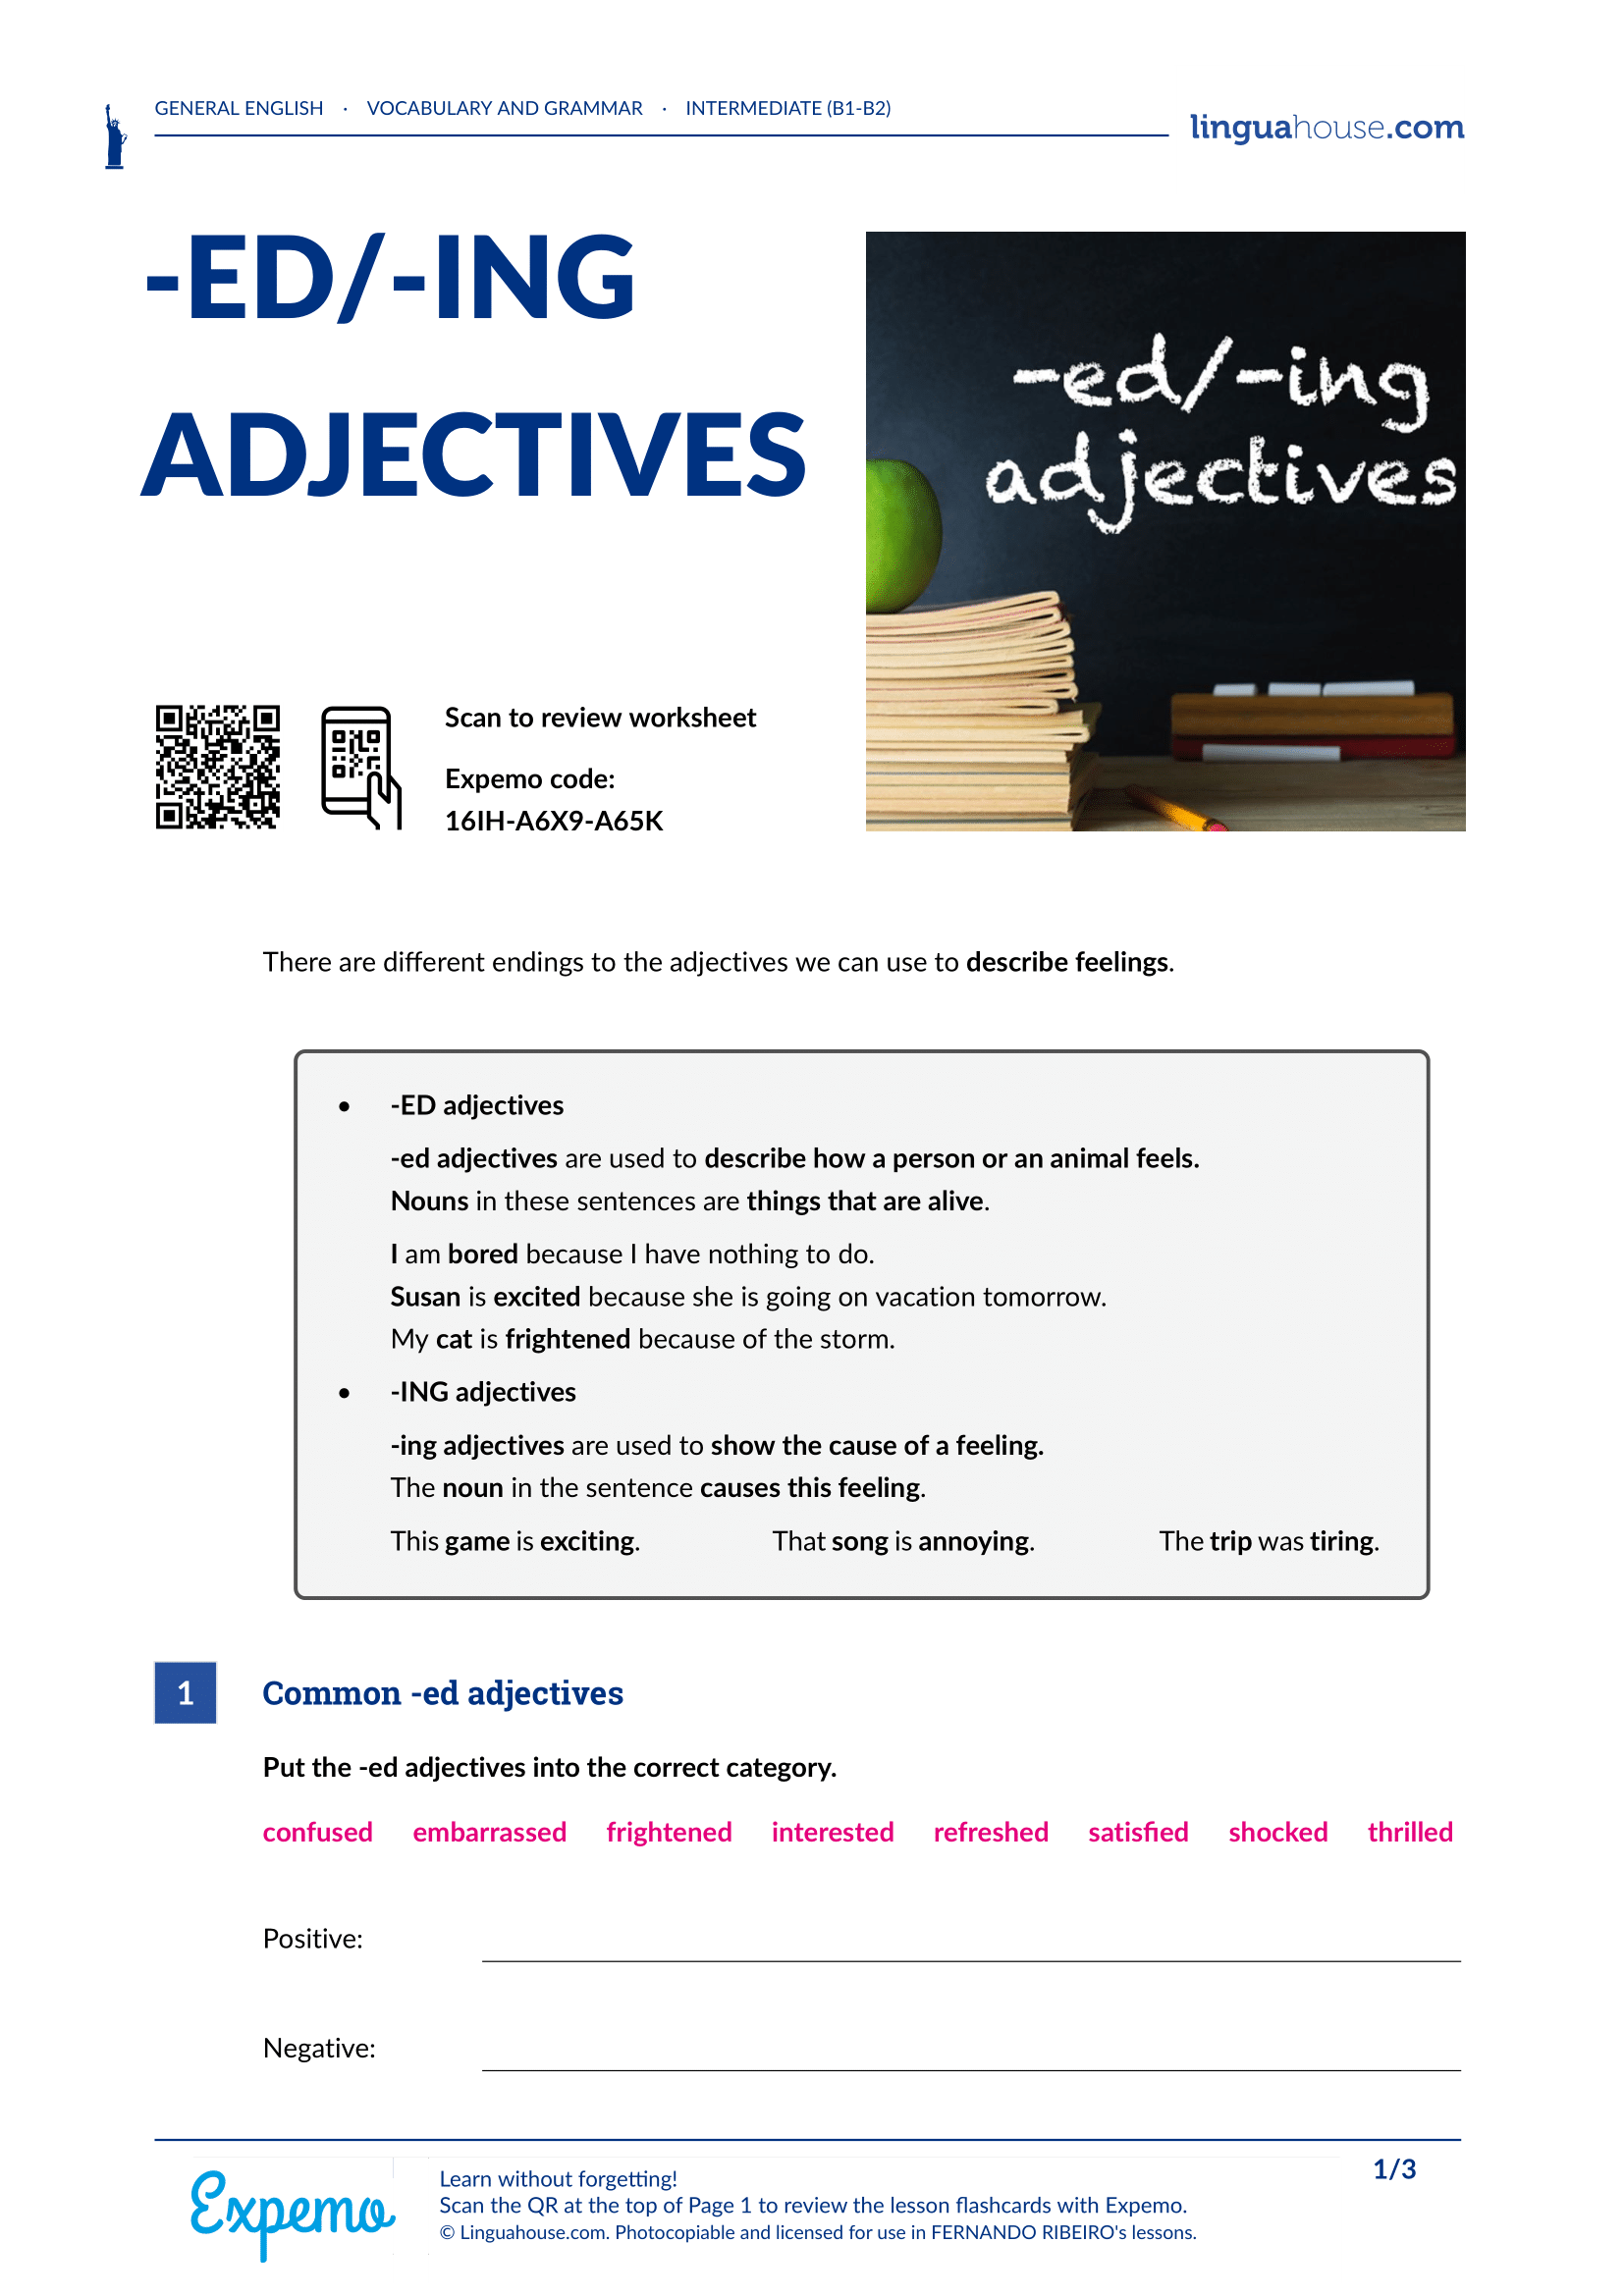 GENERAL ENGLISH · VOCABULARY AND GRAMMAR · INTERMEDIATE (B1-B2)
linguahouse.com
-ED/-ING
ADJECTIVES
-ed/-ing
adjectives
Scan to review worksheet
Expemo code:
16IH-A6X9-A65K
There are different endings to the adjectives we can use to describe feelings.
• -ED adjectives
-ed adjectives are used to describe how a person or an animal feels.
Nouns in these sentences are things that are alive.
I am bored because I have nothing to do.
Susan is excited because she is going on vacation tomorrow.
My cat is frightened because of the storm.
• -ING adjectives
-ing adjectives are used to show the cause of a feeling.
The noun in the sentence causes this feeling.
This game is exciting. That song is annoying. The trip was tiring.
1 Common -ed adjectives
Put the -ed adjectives into the correct category.
confused embarrassed frightened interested refreshed satisfied shocked thrilled
Positive:
Negative:
1/3
Expemo
Learn without forgetting!
Scan the QR at the top of Page 1 to review the lesson flashcards with Expemo.
© Linguahouse.com. Photocopiable and licensed for use in FERNANDO RIBEIRO's lessons.